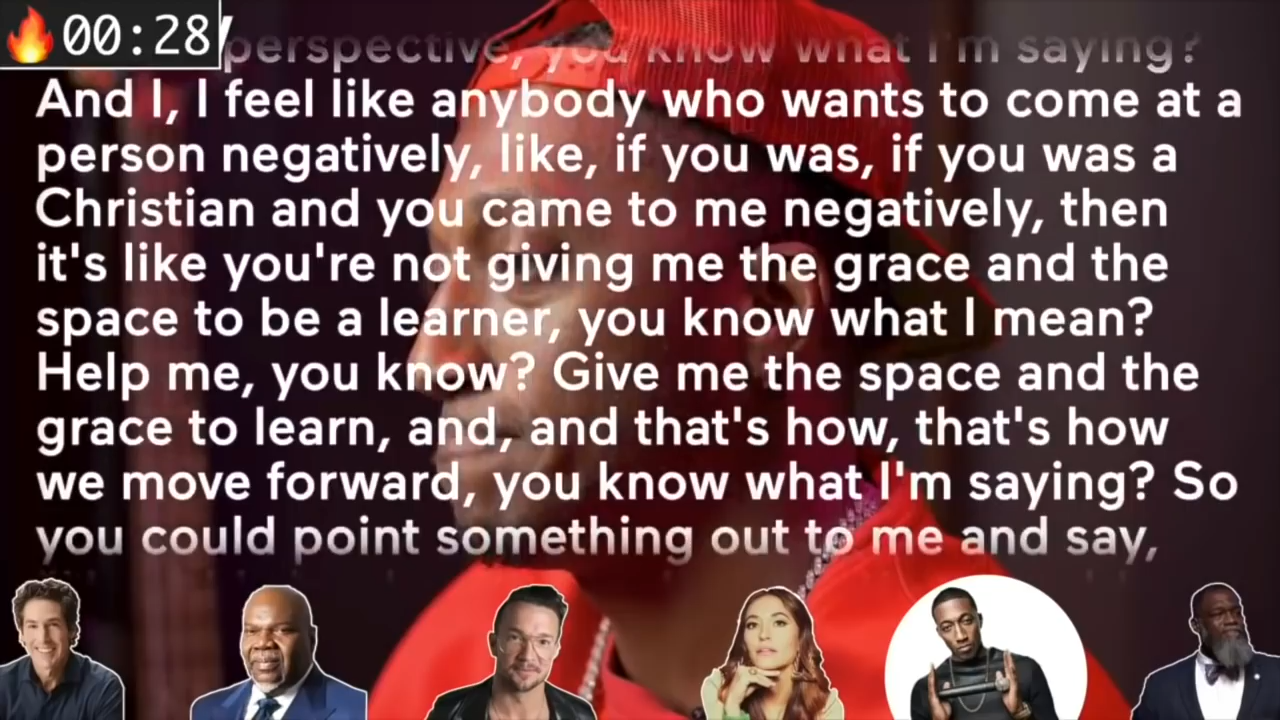 00:28
perspective, you know what I'm saying?
And I, I feel like anybody who wants to come at a
person negatively, like, if you was, if you was a
Christian and you came to me negatively, then
it's like you're not giving me the grace and the
space to be a learner, you know what I mean?
Help me, you know? Give me the space and the
grace to learn, and, and that's how, that's how
we move forward, you know what I'm saying? So
you could point something out to me and say,